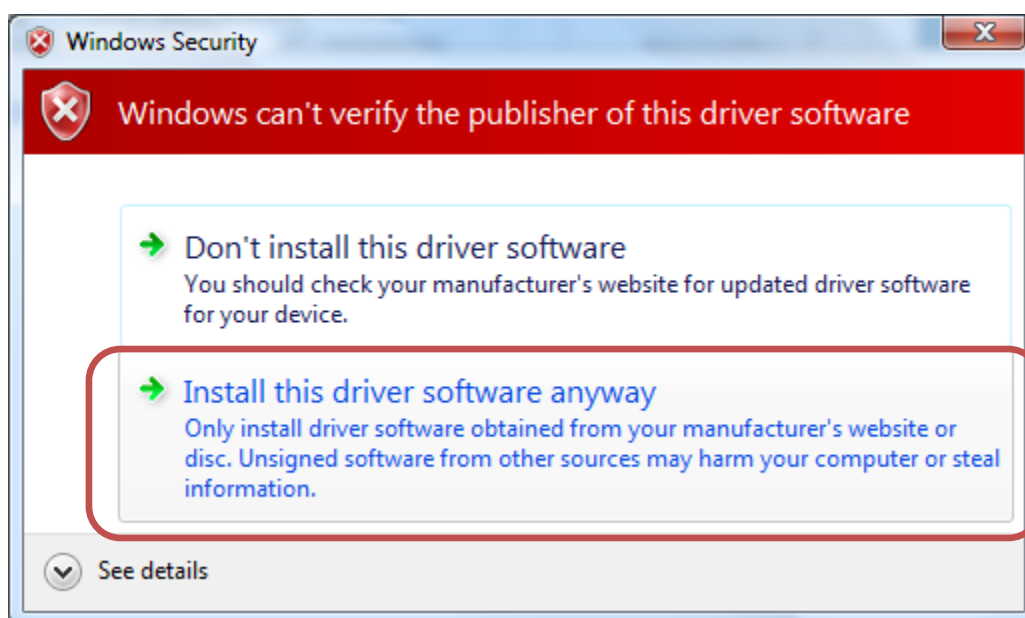 Windows Security
Windows can't verify the publisher of this driver software
Don't install this driver software
You should check your manufacturer's website for updated driver software
for your device.
Install this driver software anyway
Only install driver software obtained from your manufacturer's website or
disc. Unsigned software from other sources may harm your computer or steal
information.
See details